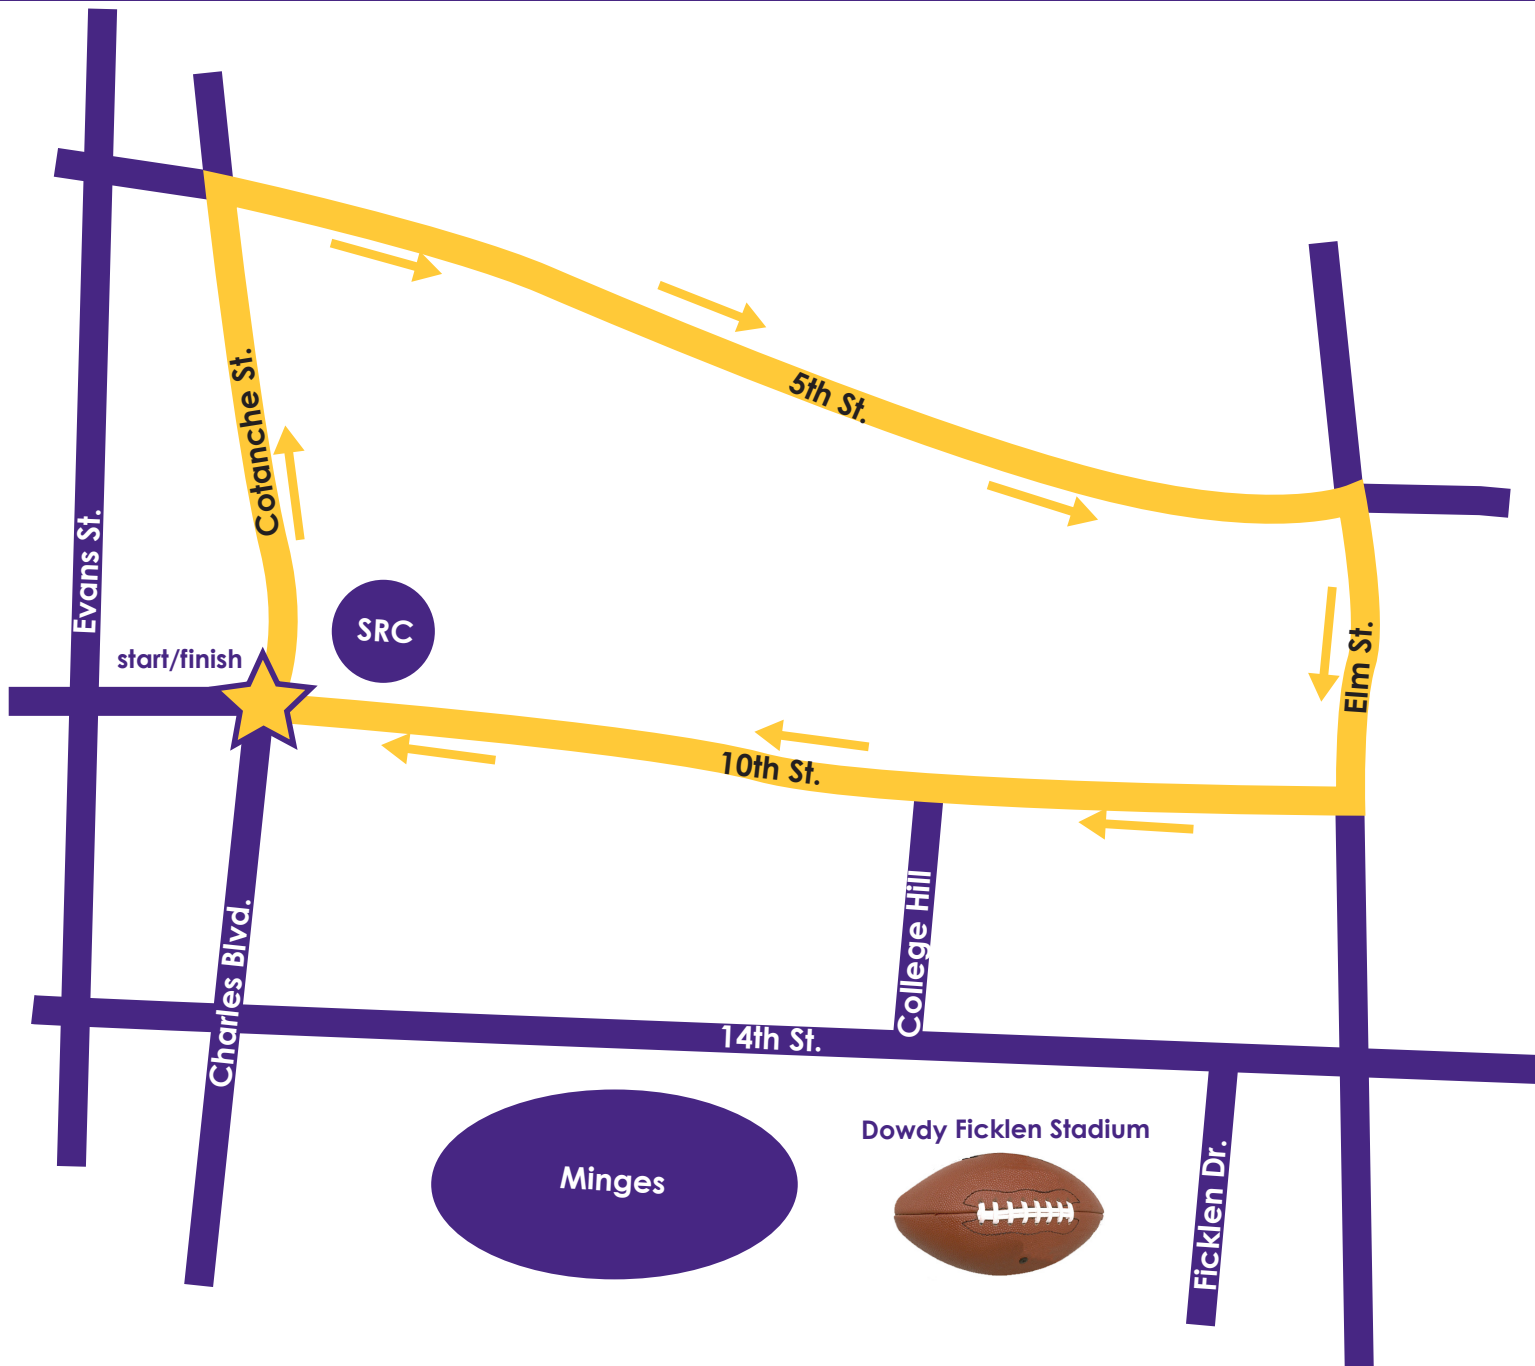 5th St.
Cotanche St.
Evans St.
SRC
start/finish
Elm St.
10th St.
College Hill
Charles Blvd.
14th St.
Dowdy Ficklen Stadium
Minges
Ficklen Dr.